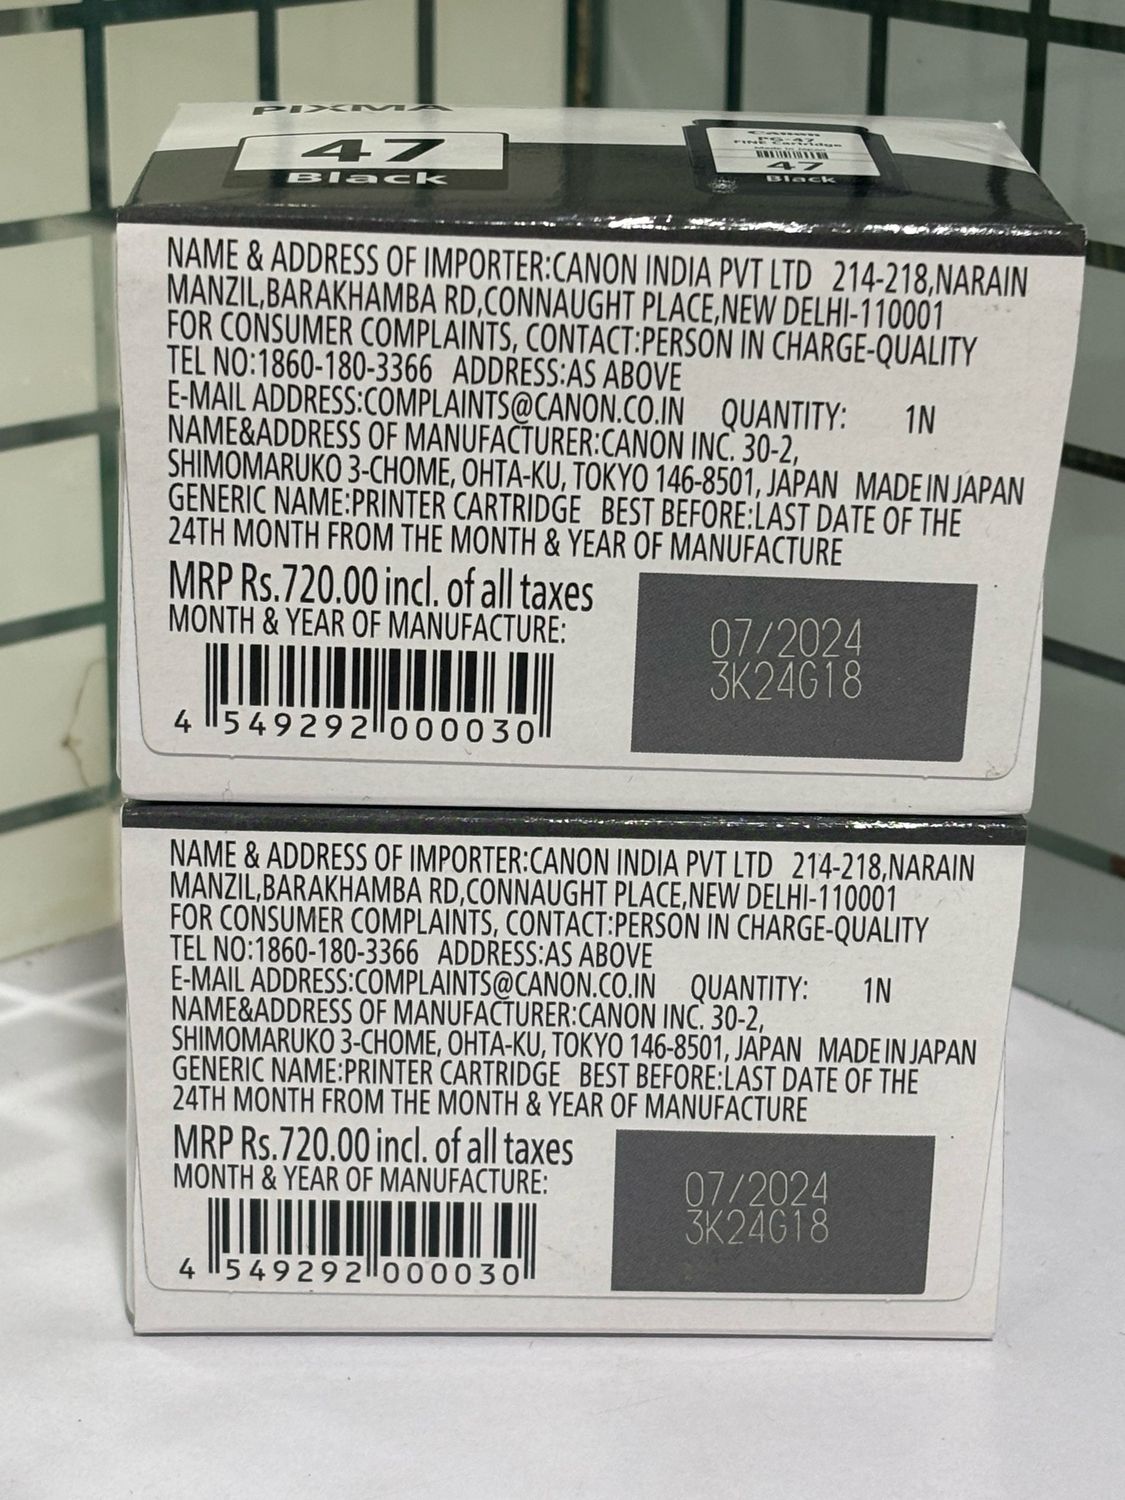 PIXMA
47
Black
Canon
PG-47
FINE Cartridge
Made in Japan
47
Black
NAME & ADDRESS OF IMPORTER:CANON INDIA PVT LTD 214-218,NARAIN
MANZIL,BARAKHAMBA RD,CONNAUGHT PLACE,NEW DELHI-110001
FOR CONSUMER COMPLAINTS, CONTACT:PERSON IN CHARGE-QUALITY
TEL NO:1860-180-3366 ADDRESS:AS ABOVE
E-MAIL ADDRESS:COMPLAINTS@CANON.CO.IN QUANTITY: 1N
NAME&ADDRESS OF MANUFACTURER:CANON INC. 30-2,
SHIMOMARUKO 3-CHOME, OHTA-KU, TOKYO 146-8501, JAPAN MADE IN JAPAN
GENERIC NAME:PRINTER CARTRIDGE BEST BEFORE:LAST DATE OF THE
24TH MONTH FROM THE MONTH & YEAR OF MANUFACTURE
MRP Rs.720.00 incl. of all taxes
MONTH & YEAR OF MANUFACTURE:
07/2024
3K24G18
4 549292 000030
NAME & ADDRESS OF IMPORTER:CANON INDIA PVT LTD 214-218,NARAIN
MANZIL,BARAKHAMBA RD,CONNAUGHT PLACE,NEW DELHI-110001
FOR CONSUMER COMPLAINTS, CONTACT:PERSON IN CHARGE-QUALITY
TEL NO:1860-180-3366 ADDRESS:AS ABOVE
E-MAIL ADDRESS:COMPLAINTS@CANON.CO.IN QUANTITY: 1N
NAME&ADDRESS OF MANUFACTURER:CANON INC. 30-2,
SHIMOMARUKO 3-CHOME, OHTA-KU, TOKYO 146-8501, JAPAN MADE IN JAPAN
GENERIC NAME:PRINTER CARTRIDGE BEST BEFORE:LAST DATE OF THE
24TH MONTH FROM THE MONTH & YEAR OF MANUFACTURE
MRP Rs.720.00 incl. of all taxes
MONTH & YEAR OF MANUFACTURE:
07/2024
3K24G18
4 549292 000030